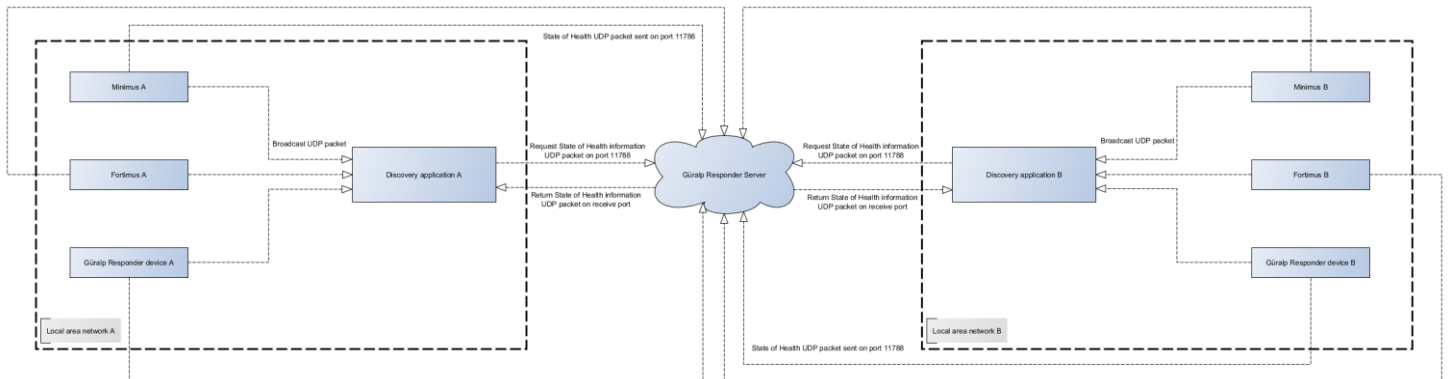 State of Health UDP packet sent on port 11788
Minimus A
Minimus B
Broadcast UDP packet
Broadcast UDP packet
Request State of Health information
UDP packet on port 11788
Request State of Health information
UDP packet on port 11788
Fortimus A
Discovery application A
Güralp Responder Server
Discovery application B
Fortimus B
Return State of Health information
UDP packet on receive port
Return State of Health information
UDP packet on receive port
Güralp Responder device A
Güralp Responder device B
Local area network A
Local area network B
State of Health UDP packet sent on port 11788